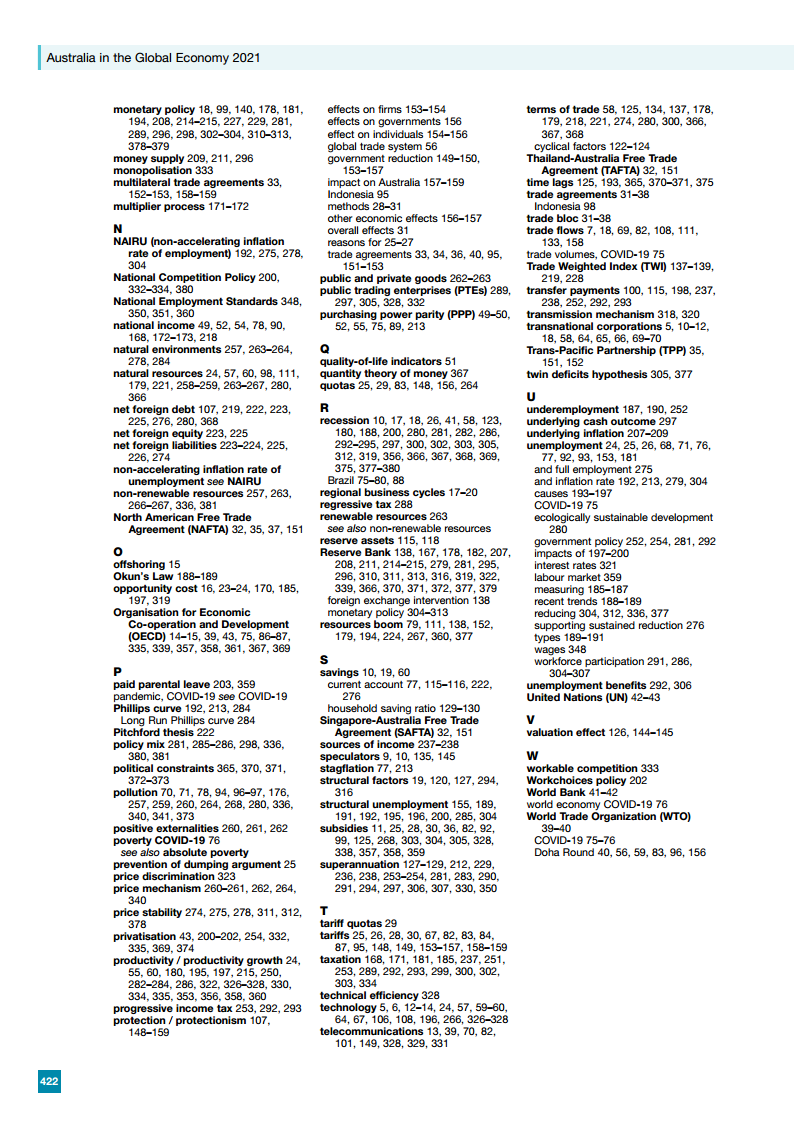 Australia in the Global Economy 2021
monetary policy 18, 99, 140, 178, 181,
194, 208, 214–215, 227, 229, 281,
289, 296, 298, 302–304, 310–313,
378–379
money supply 209, 211, 296
monopolisation 333
multilateral trade agreements 33,
152–153, 158–159
multiplier process 171–172
N
NAIRU (non-accelerating inflation
rate of employment) 192, 275, 278,
304
National Competition Policy 200,
332–334, 380
National Employment Standards 348,
350, 351, 360
national income 49, 52, 54, 78, 90,
168, 172–173, 218
natural environments 257, 263–264,
278, 284
natural resources 24, 57, 60, 98, 111,
179, 221, 258–259, 263–267, 280,
366
net foreign debt 107, 219, 222, 223,
225, 276, 280, 368
net foreign equity 223, 225
net foreign liabilities 223–224, 225,
226, 274
non-accelerating inflation rate of
unemployment see NAIRU
non-renewable resources 257, 263,
266–267, 336, 381
North American Free Trade
Agreement (NAFTA) 32, 35, 37, 151
O
offshoring 15
Okun's Law 188–189
opportunity cost 16, 23–24, 170, 185,
197, 319
Organisation for Economic
Co-operation and Development
(OECD) 14–15, 39, 43, 75, 86–87,
335, 339, 357, 358, 361, 367, 369
P
paid parental leave 203, 359
pandemic, COVID-19 see COVID-19
Phillips curve 192, 213, 284
Long Run Phillips curve 284
Pitchford thesis 222
policy mix 281, 285–286, 298, 336,
380, 381
political constraints 365, 370, 371,
372–373
pollution 70, 71, 78, 94, 96–97, 176,
257, 259, 260, 264, 268, 280, 336,
340, 341, 373
positive externalities 260, 261, 262
poverty COVID-19 76
see also absolute poverty
prevention of dumping argument 25
price discrimination 323
price mechanism 260–261, 262, 264,
340
price stability 274, 275, 278, 311, 312,
378
privatisation 43, 200–202, 254, 332,
335, 369, 374
productivity / productivity growth 24,
55, 60, 180, 195, 197, 215, 250,
282–284, 286, 322, 326–328, 330,
334, 335, 353, 356, 358, 360
progressive income tax 253, 292, 293
protection / protectionism 107,
148–159
effects on firms 153–154
effects on governments 156
effect on individuals 154–156
global trade system 56
government reduction 149–150,
153–157
impact on Australia 157–159
Indonesia 95
methods 28–31
other economic effects 156–157
overall effects 31
reasons for 25–27
trade agreements 33, 34, 36, 40, 95,
151–153
public and private goods 262–263
public trading enterprises (PTEs) 289,
297, 305, 328, 332
purchasing power parity (PPP) 49–50,
52, 55, 75, 89, 213
Q
quality-of-life indicators 51
quantity theory of money 367
quotas 25, 29, 83, 148, 156, 264
R
recession 10, 17, 18, 26, 41, 58, 123,
180, 188, 200, 280, 281, 282, 286,
292–295, 297, 300, 302, 303, 305,
312, 319, 356, 366, 367, 368, 369,
375, 377–380
Brazil 75–80, 88
regional business cycles 17–20
regressive tax 288
renewable resources 263
see also non-renewable resources
reserve assets 115, 118
Reserve Bank 138, 167, 178, 182, 207,
208, 211, 214–215, 279, 281, 295,
296, 310, 311, 313, 316, 319, 322,
339, 366, 370, 371, 372, 377, 379
foreign exchange intervention 138
monetary policy 304–313
resources boom 79, 111, 138, 152,
179, 194, 224, 267, 360, 377
S
savings 10, 19, 60
current account 77, 115–116, 222,
276
household saving ratio 129–130
Singapore-Australia Free Trade
Agreement (SAFTA) 32, 151
sources of income 237–238
speculators 9, 10, 135, 145
stagflation 77, 213
structural factors 19, 120, 127, 294,
316
structural unemployment 155, 189,
191, 192, 195, 196, 200, 285, 304
subsidies 11, 25, 28, 30, 36, 82, 92,
99, 125, 268, 303, 304, 305, 328,
338, 357, 358, 359
superannuation 127–129, 212, 229,
236, 238, 253–254, 281, 283, 290,
291, 294, 297, 306, 307, 330, 350
T
tariff quotas 29
tariffs 25, 26, 28, 30, 67, 82, 83, 84,
87, 95, 148, 149, 153–157, 158–159
taxation 168, 171, 181, 185, 237, 251,
253, 289, 292, 293, 299, 300, 302,
303, 334
technical efficiency 328
technology 5, 6, 12–14, 24, 57, 59–60,
64, 67, 106, 108, 196, 266, 326–328
telecommunications 13, 39, 70, 82,
101, 149, 328, 329, 331
terms of trade 58, 125, 134, 137, 178,
179, 218, 221, 274, 280, 300, 366,
367, 368
cyclical factors 122–124
Thailand-Australia Free Trade
Agreement (TAFTA) 32, 151
time lags 125, 193, 365, 370–371, 375
trade agreements 31–38
Indonesia 98
trade bloc 31–38
trade flows 7, 18, 69, 82, 108, 111,
133, 158
trade volumes, COVID-19 75
Trade Weighted Index (TWI) 137–139,
219, 228
transfer payments 100, 115, 198, 237,
238, 252, 292, 293
transmission mechanism 318, 320
transnational corporations 5, 10–12,
18, 58, 64, 65, 66, 69–70
Trans-Pacific Partnership (TPP) 35,
151, 152
twin deficits hypothesis 305, 377
U
underemployment 187, 190, 252
underlying cash outcome 297
underlying inflation 207–209
unemployment 24, 25, 26, 68, 71, 76,
77, 92, 93, 153, 181
and full employment 275
and inflation rate 192, 213, 279, 304
causes 193–197
COVID-19 75
ecologically sustainable development
280
government policy 252, 254, 281, 292
impacts of 197–200
interest rates 321
labour market 359
measuring 185–187
recent trends 188–189
reducing 304, 312, 336, 377
supporting sustained reduction 276
types 189–191
wages 348
workforce participation 291, 286,
304–307
unemployment benefits 292, 306
United Nations (UN) 42–43
V
valuation effect 126, 144–145
W
workable competition 333
Workchoices policy 202
World Bank 41–42
world economy COVID-19 76
World Trade Organization (WTO)
39–40
COVID-19 75–76
Doha Round 40, 56, 59, 83, 96, 156
422